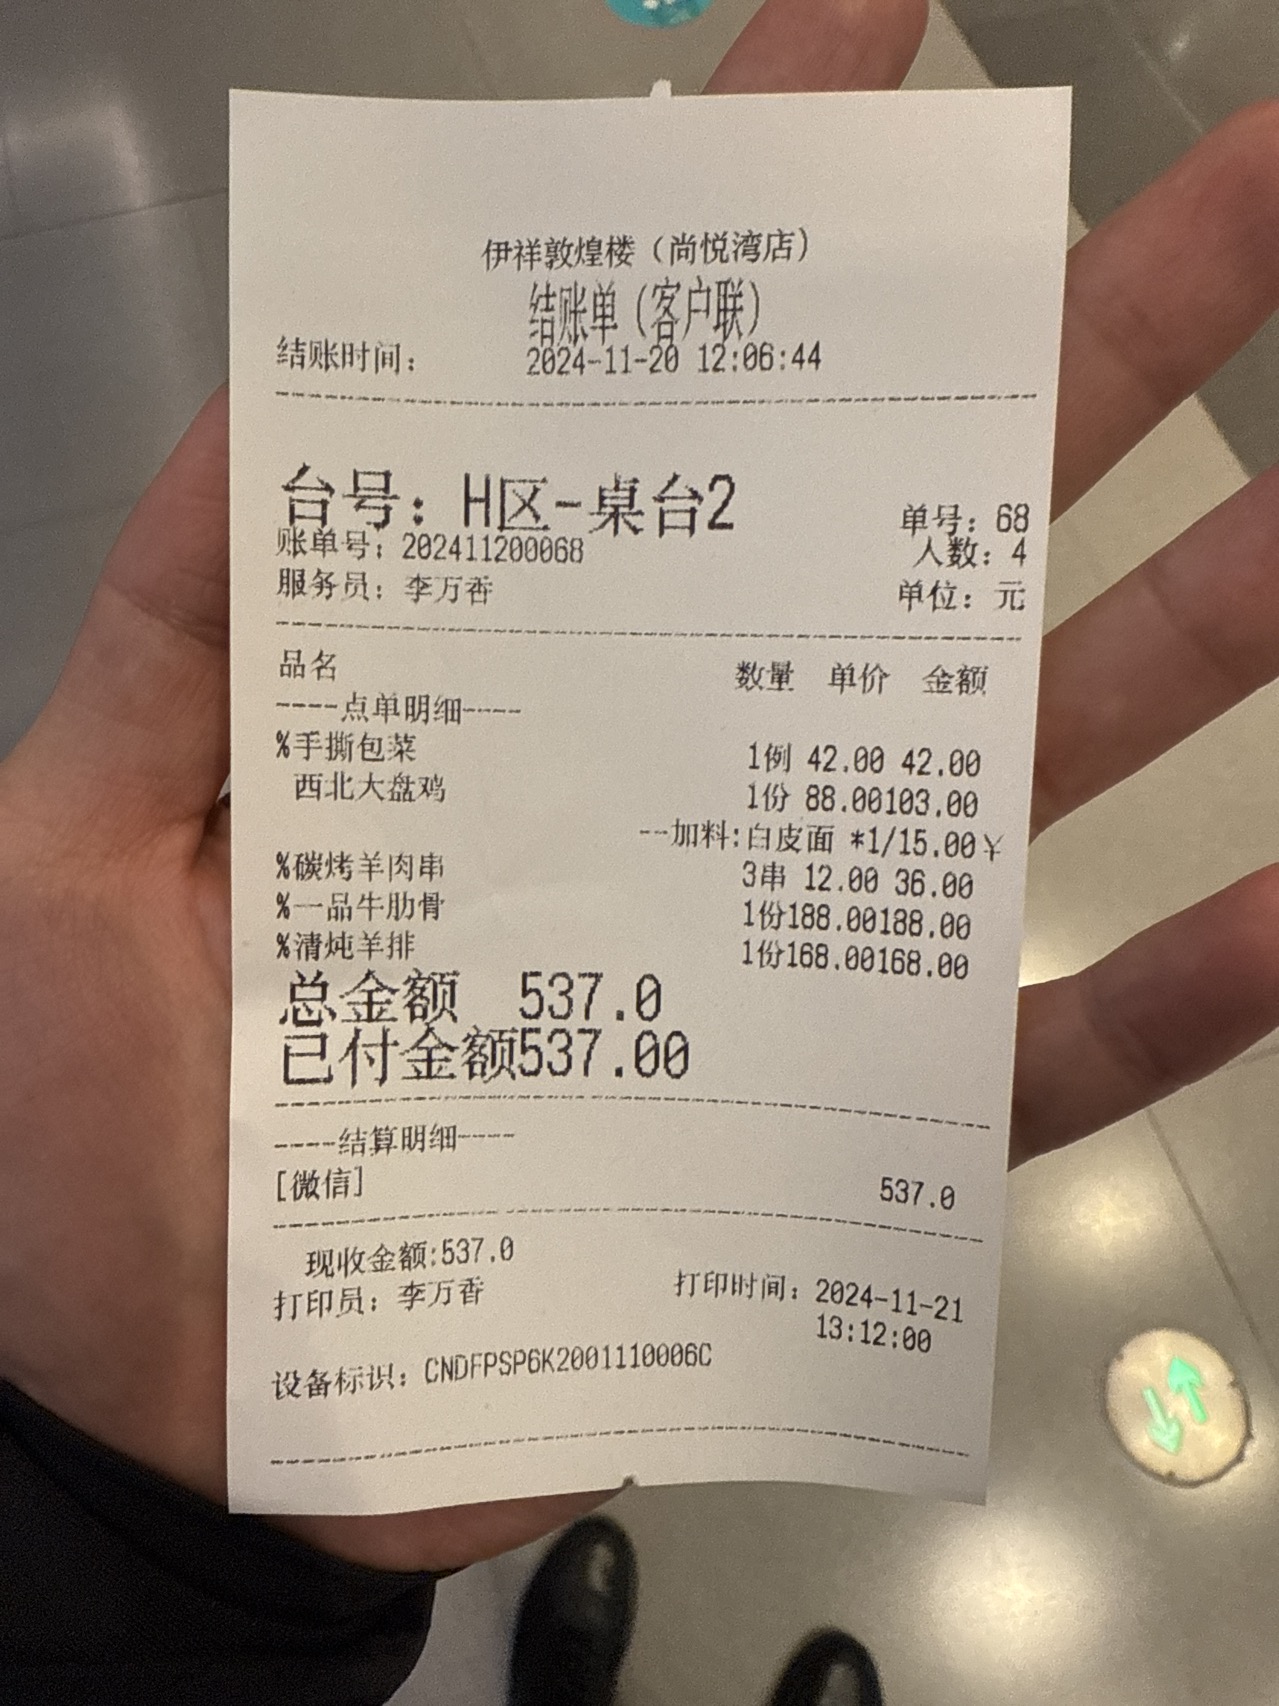 伊祥敦煌楼（尚悦湾店）
结账单（客户联）
结账时间： 2024-11-20 12:06:44
台号：H区-桌台2 单号：68
账单号：202411200068 人数：4
服务员：李万香 单位：元
品名 数量 单价 金额
----点单明细----
%手撕包菜 1例 42.00 42.00
西北大盘鸡 1份 88.00103.00
--加料:白皮面 *1/15.00￥
%碳烤羊肉串 3串 12.00 36.00
%一品牛肋骨 1份188.00188.00
%清炖羊排 1份168.00168.00
总金额 537.0
已付金额537.00
----结算明细----
[微信] 537.0
现收金额:537.0
打印员：李万香 打印时间：2024-11-21
13:12:00
设备标识：CNDFPSP6K2001110006C